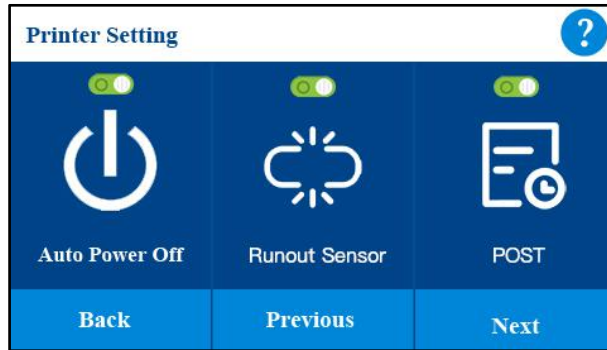 Printer Setting
?
Auto Power Off
Runout Sensor
POST
Back
Previous
Next